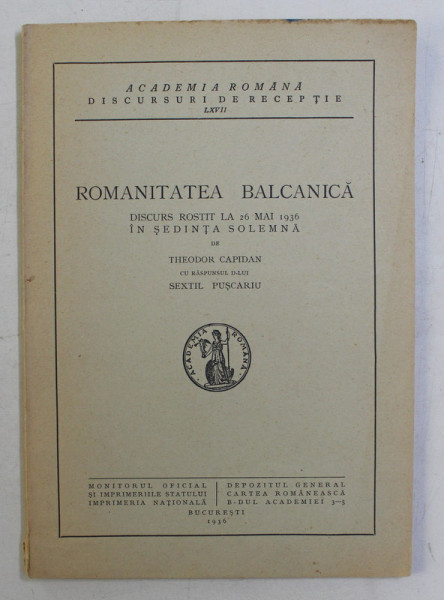 ACADEMIA ROMÂNĂ
DISCURSURI DE RECEPȚIE
LXVII
ROMANITATEA BALCANICĂ
DISCURS ROSTIT LA 26 MAI 1936
ÎN ȘEDINȚA SOLEMNĂ
DE
THEODOR CAPIDAN
CU RĂSPUNSUL D-LUI
SEXTIL PUȘCARIU
ACADEMIA ROMÂNĂ
MONITORUL OFICIAL
ȘI IMPRIMERIILE STATULUI
IMPRIMERIA NAȚIONALĂ
DEPOZITUL GENERAL
CARTEA ROMÂNEASCĂ
B-DUL ACADEMIEI 3-5
BUCUREȘTI
1936